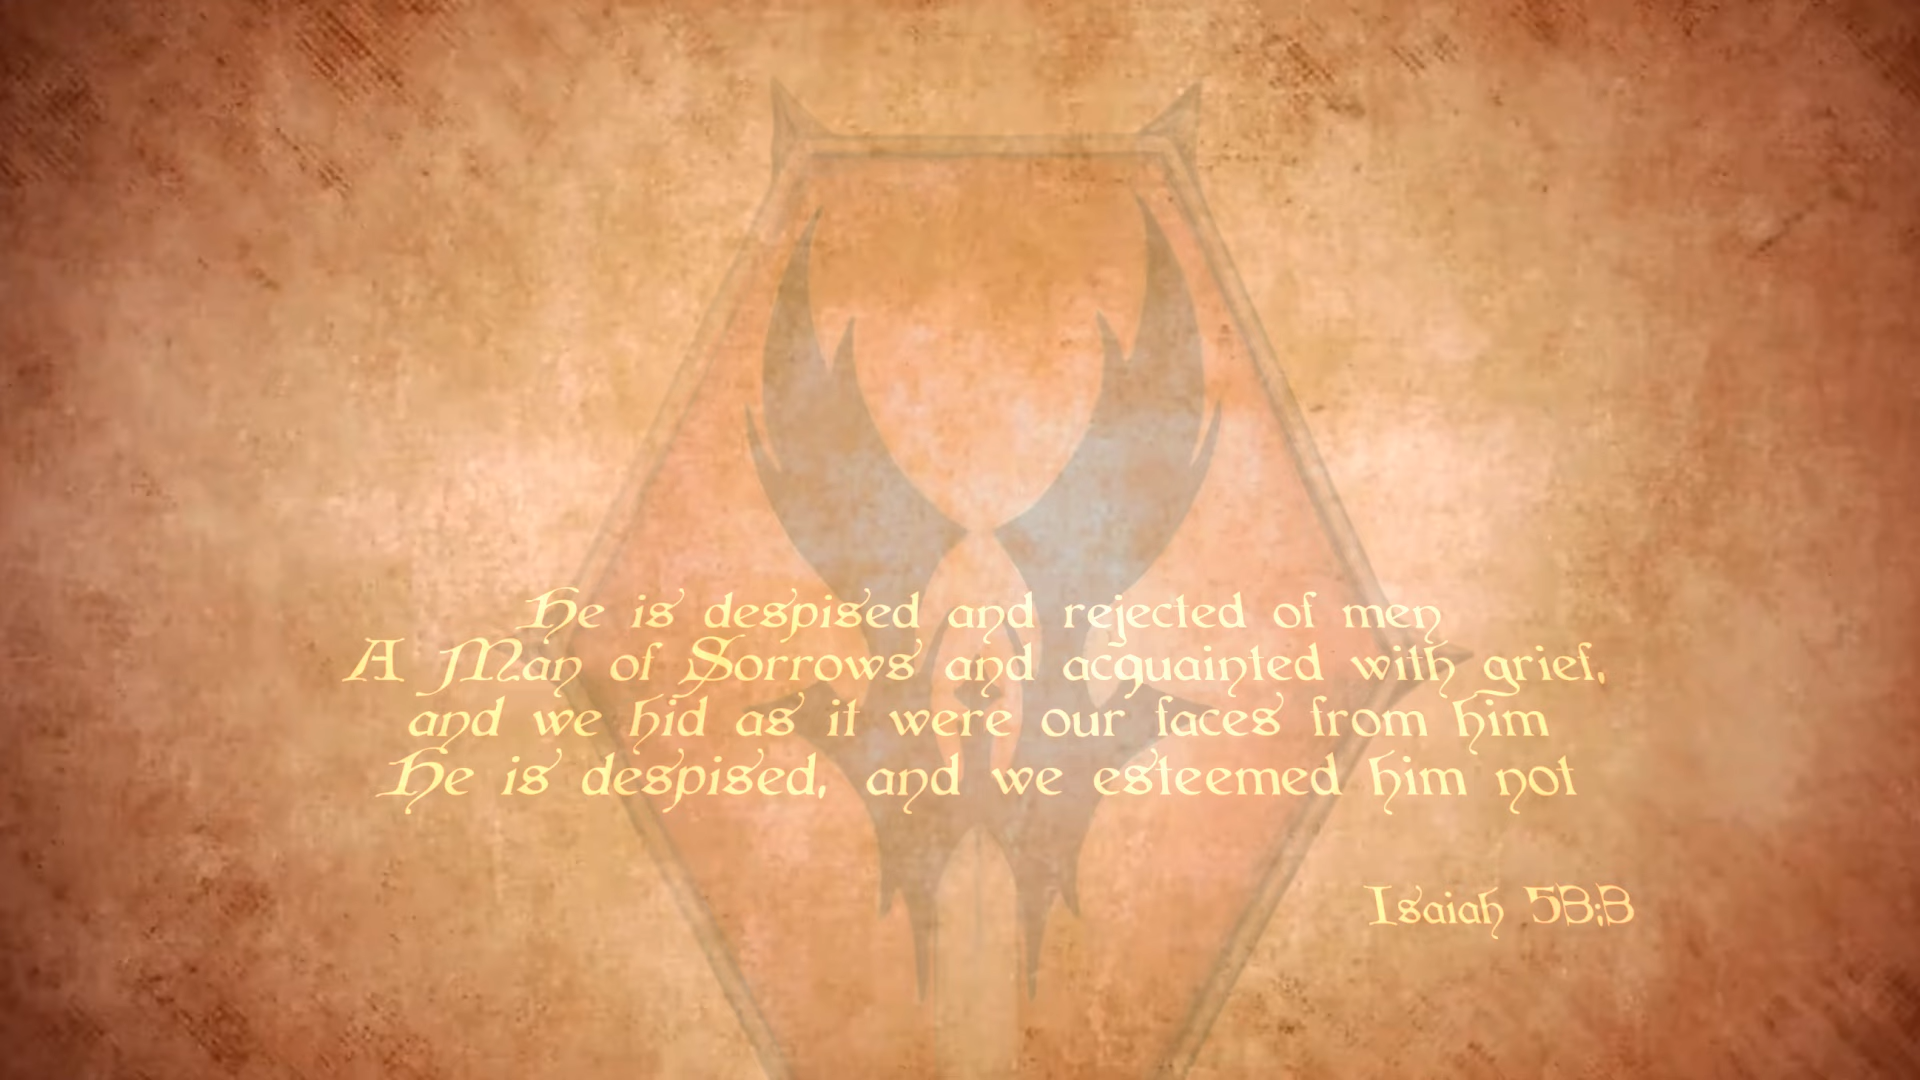 He is despised and rejected of men
A Man of Sorrows and acquainted with grief,
and we hid as it were our faces from him
He is despised, and we esteemed him not
Isaiah 53:3